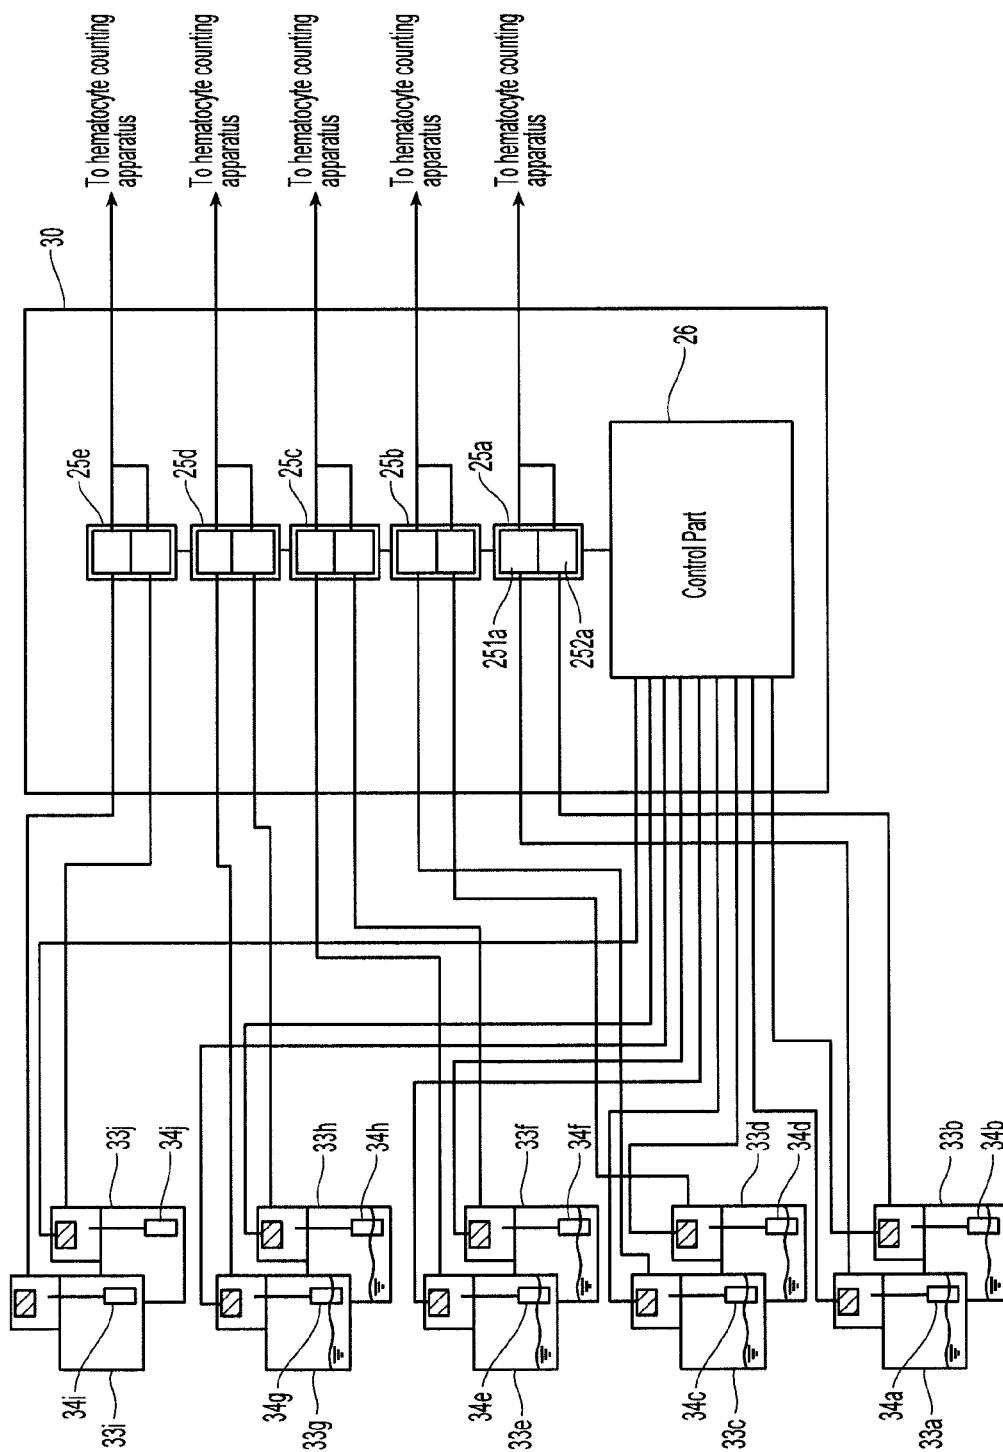 To hematocyte counting
apparatus
To hematocyte counting
apparatus
To hematocyte counting
apparatus
To hematocyte counting
apparatus
To hematocyte counting
apparatus
30
26
25e
25d
25c
25b
25a
251a
252a
Control Part
33j
34j
33h
34h
33f
34f
33d
34d
33b
34b
34i
33i
34g
33g
34e
33e
34c
33c
34a
33a